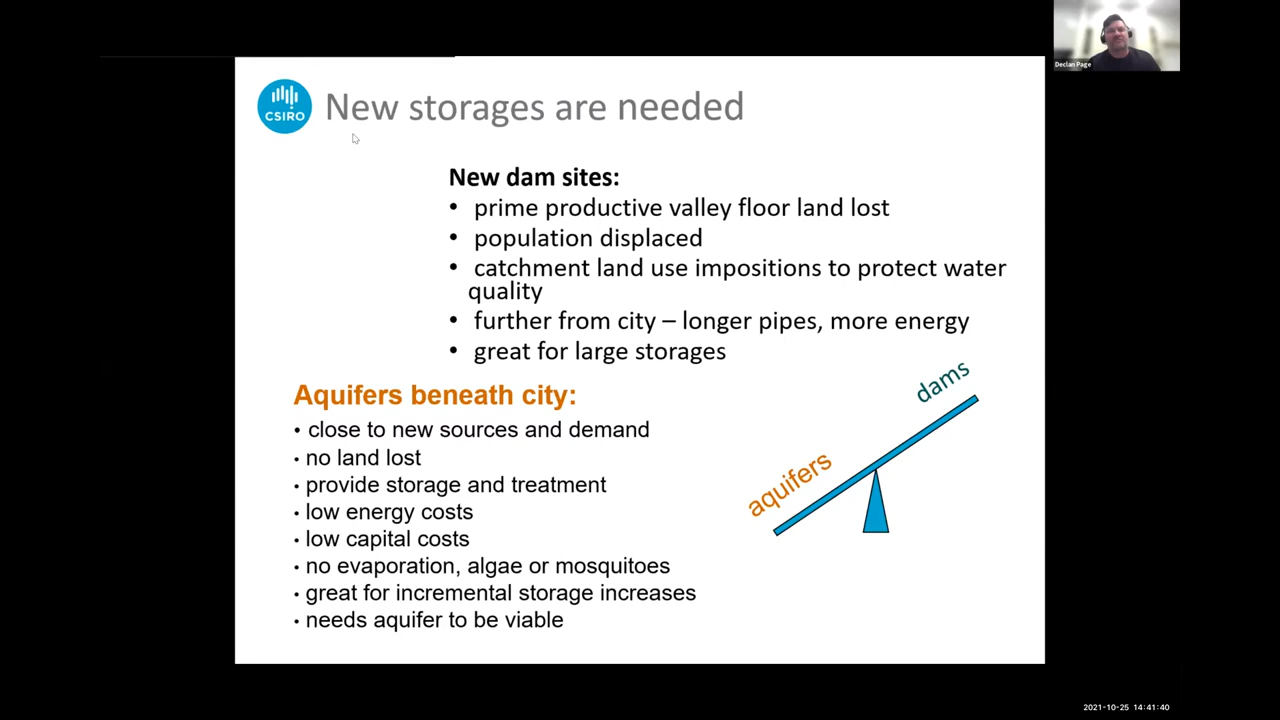 Declan Page
CSIRO
New storages are needed
New dam sites:
• prime productive valley floor land lost
• population displaced
• catchment land use impositions to protect water
quality
• further from city – longer pipes, more energy
• great for large storages
Aquifers beneath city:
• close to new sources and demand
• no land lost
• provide storage and treatment
• low energy costs
• low capital costs
• no evaporation, algae or mosquitoes
• great for incremental storage increases
• needs aquifer to be viable
dams
aquifers
2021-10-25 14:41:40